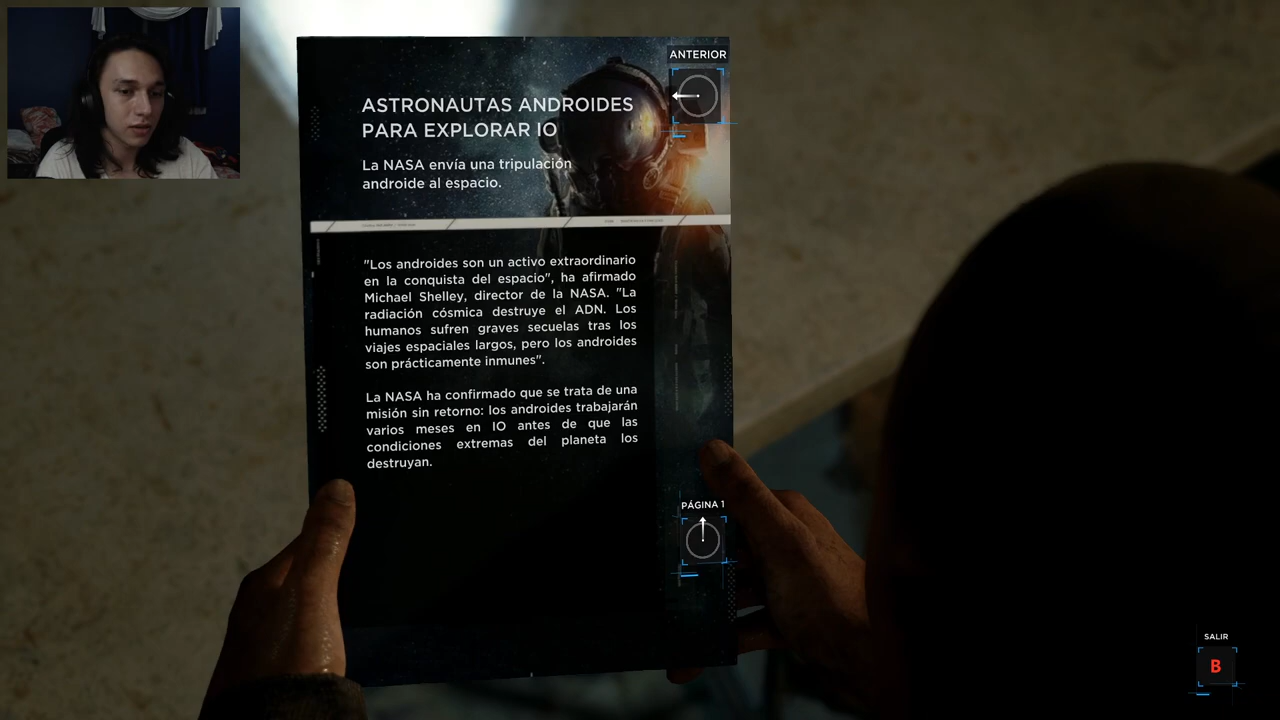 ANTERIOR
ASTRONAUTAS ANDROIDES
PARA EXPLORAR IO
La NASA envía una tripulación
androide al espacio.
"Los androides son un activo extraordinario
en la conquista del espacio", ha afirmado
Michael Shelley, director de la NASA. "La
radiación cósmica destruye el ADN. Los
humanos sufren graves secuelas tras los
viajes espaciales largos, pero los androides
son prácticamente inmunes".
La NASA ha confirmado que se trata de una
misión sin retorno: los androides trabajarán
varios meses en IO antes de que las
condiciones extremas del planeta los
destruyan.
PÁGINA 1
SALIR
B